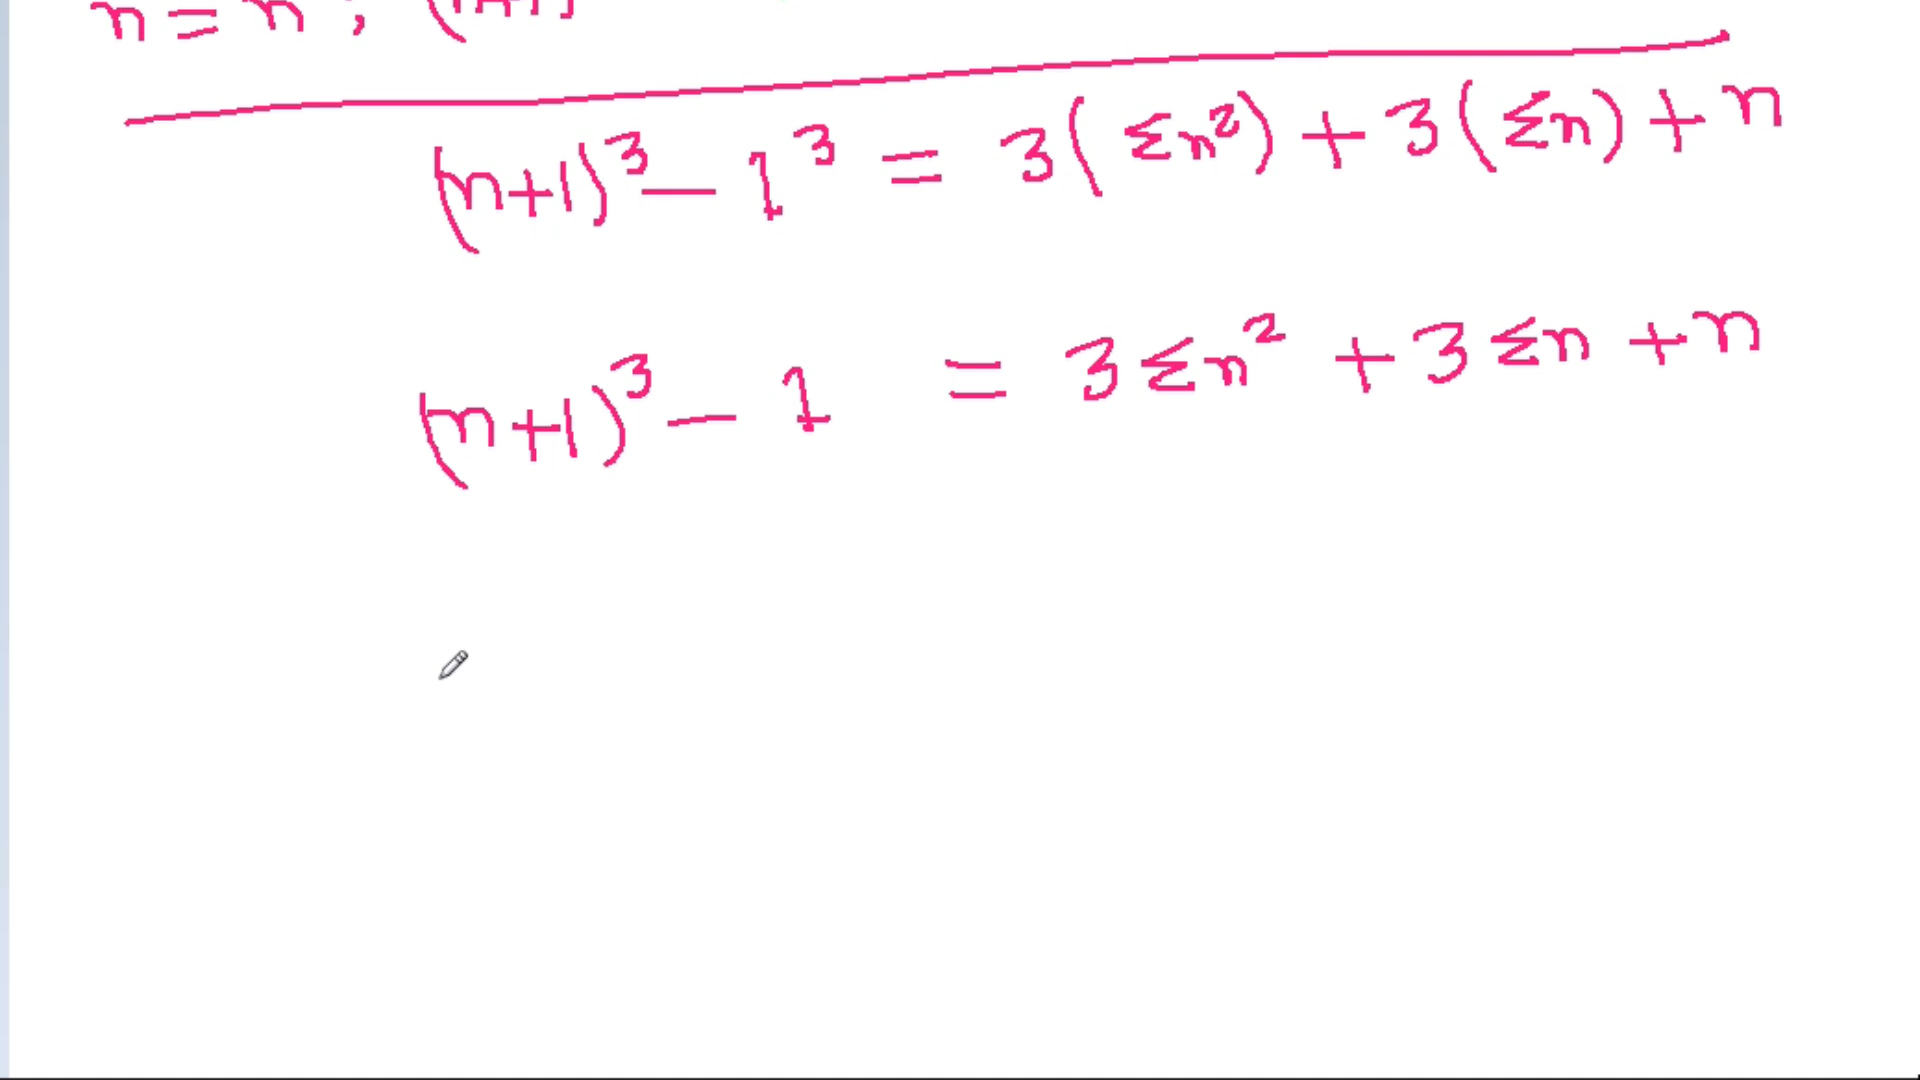 n = n ;
(n+1)³ – 1³ = 3(Σn²) + 3(Σn) + n
(n+1)³ – 1 = 3Σn² + 3Σn + n